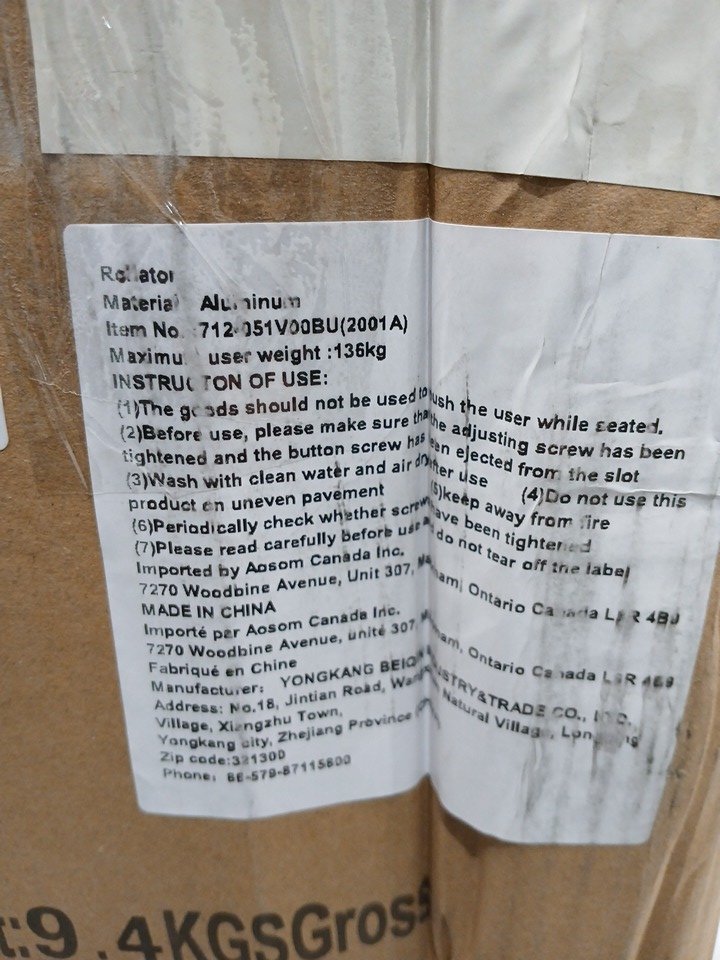 Rollator
Material Aluminum
Item No. 712-051V00BU(2001A)
Maximum user weight :136kg
INSTRUCTON OF USE:
(1)The goods should not be used to push the user while seated.
(2)Before use, please make sure the adjusting screw has been
tightened and the button screw has been ejected from the slot
(3)Wash with clean water and air dry after use (4)Do not use this
product on uneven pavement (5)keep away from fire
(6)Periodically check whether screws have been tightened
(7)Please read carefully before use do not tear off the label
Imported by Aosom Canada Inc.
7270 Woodbine Avenue, Unit 307, Ontario Canada
MADE IN CHINA
Importé par Aosom Canada Inc.
7270 Woodbine Avenue, unité 307, Ontario Canada
Fabriqué en Chine
Manufacturer: YONGKANG INDUSTRY&TRADE CO.,
Address: No.18, Jintian Road, Natural Village,
Village, Xiangzhu Town,
Yongkang city, Zhejiang Province
Zip code:321300
Phone: 86-579-87115800
9.4KGSGross